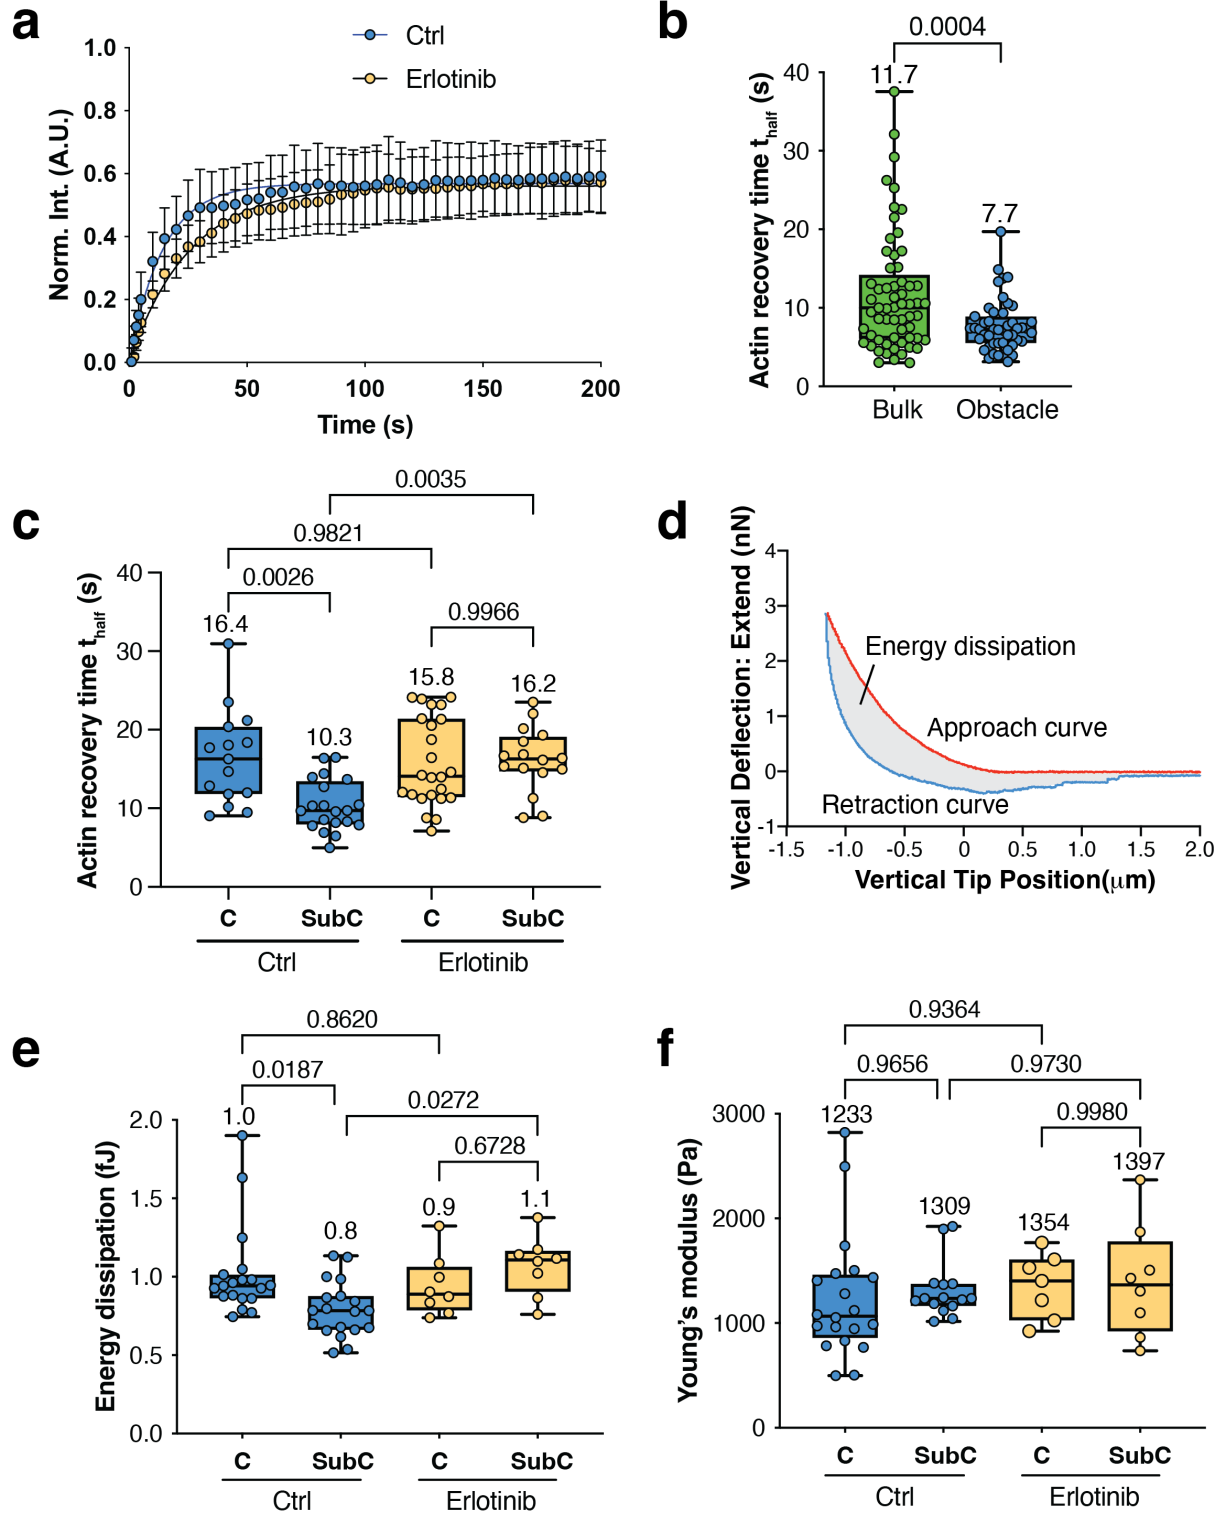 a
Ctrl
Erlotinib
Norm. Int. (A.U.)
1.0
0.8
0.6
0.4
0.2
0.0
0
50
100
150
200
Time (s)
b
0.0004
Actin recovery time t half (s)
40
30
20
10
0
11.7
7.7
Bulk
Obstacle
c
0.0035
0.9821
0.0026
0.9966
Actin recovery time t half (s)
40
30
20
10
0
16.4
10.3
15.8
16.2
C
SubC
C
SubC
Ctrl
Erlotinib
d
Vertical Deflection: Extend (nN)
4
3
2
1
0
-1
Energy dissipation
Approach curve
Retraction curve
-1.5
-1.0
-0.5
0
0.5
1.0
1.5
2.0
Vertical Tip Position(μm)
e
0.8620
0.0187
0.0272
0.6728
Energy dissipation (fJ)
2.0
1.5
1.0
0.5
0.0
1.0
0.8
0.9
1.1
C
SubC
C
SubC
Ctrl
Erlotinib
f
0.9364
0.9656
0.9730
0.9980
Young's modulus (Pa)
3000
2000
1000
0
1233
1309
1354
1397
C
SubC
C
SubC
Ctrl
Erlotinib